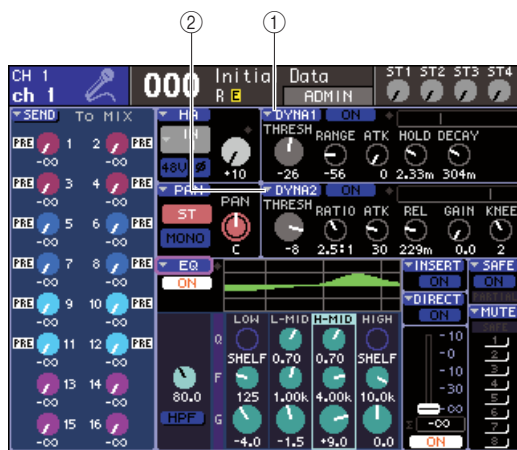 ② ①
CH 1
ch 1
000
Initia Data
R E
ADMIN
ST1 ST2 ST3 ST4
SEND To MIX
PRE 1 2 PRE
-∞ -∞
PRE 3 4 PRE
-∞ -∞
PRE 5 6 PRE
-∞ -∞
PRE 7 8 PRE
-∞ -∞
PRE 9 10 PRE
-∞ -∞
PRE 11 12 PRE
-∞ -∞
13 14
-∞ -∞
15 16
-∞ -∞
HA
IN
48V Ø
+10
DYNA1 ON
THRESH RANGE ATK HOLD DECAY
-26 -56 0 2.33m 304m
PAN
PAN
ST
MONO
C
DYNA2 ON
THRESH RATIO ATK REL GAIN KNEE
-8 2.5:1 30 229m 0.0 2
EQ
ON
LOW L-MID H-MID HIGH
Q
SHELF 0.70 0.70 SHELF
F
80.0 125 1.00k 4.00k 10.0k
HPF
G
-4.0 -1.5 +9.0 0.0
INSERT
ON
DIRECT
ON
-10
-0
-10
-30
-∞
Σ -∞
ON
SAFE
ON
PARTIAL
MUTE
SAFE
1
2
3
4
5
6
7
8